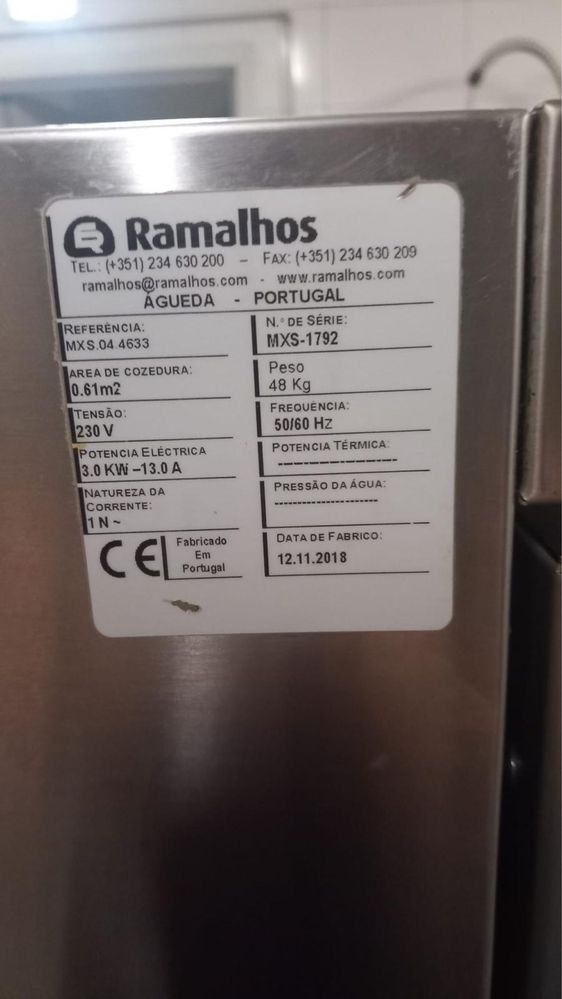 Ramalhos
TEL.: (+351) 234 630 200 – FAX: (+351) 234 630 209
ramalhos@ramalhos.com - www.ramalhos.com
ÁGUEDA - PORTUGAL
REFERÊNCIA:
MXS.04 4633
N.º DE SÉRIE:
MXS-1792
AREA DE COZEDURA:
0.61m2
Peso
48 Kg
TENSÃO:
230 V
FREQUÊNCIA:
50/60 Hz
POTENCIA ELÉCTRICA
3.0 KW –13.0 A
POTENCIA TÉRMICA:
--------------------
NATUREZA DA
CORRENTE:
1 N ~
PRESSÃO DA ÁGUA:
--------------------
CE
Fabricado
Em
Portugal
DATA DE FABRICO:
12.11.2018